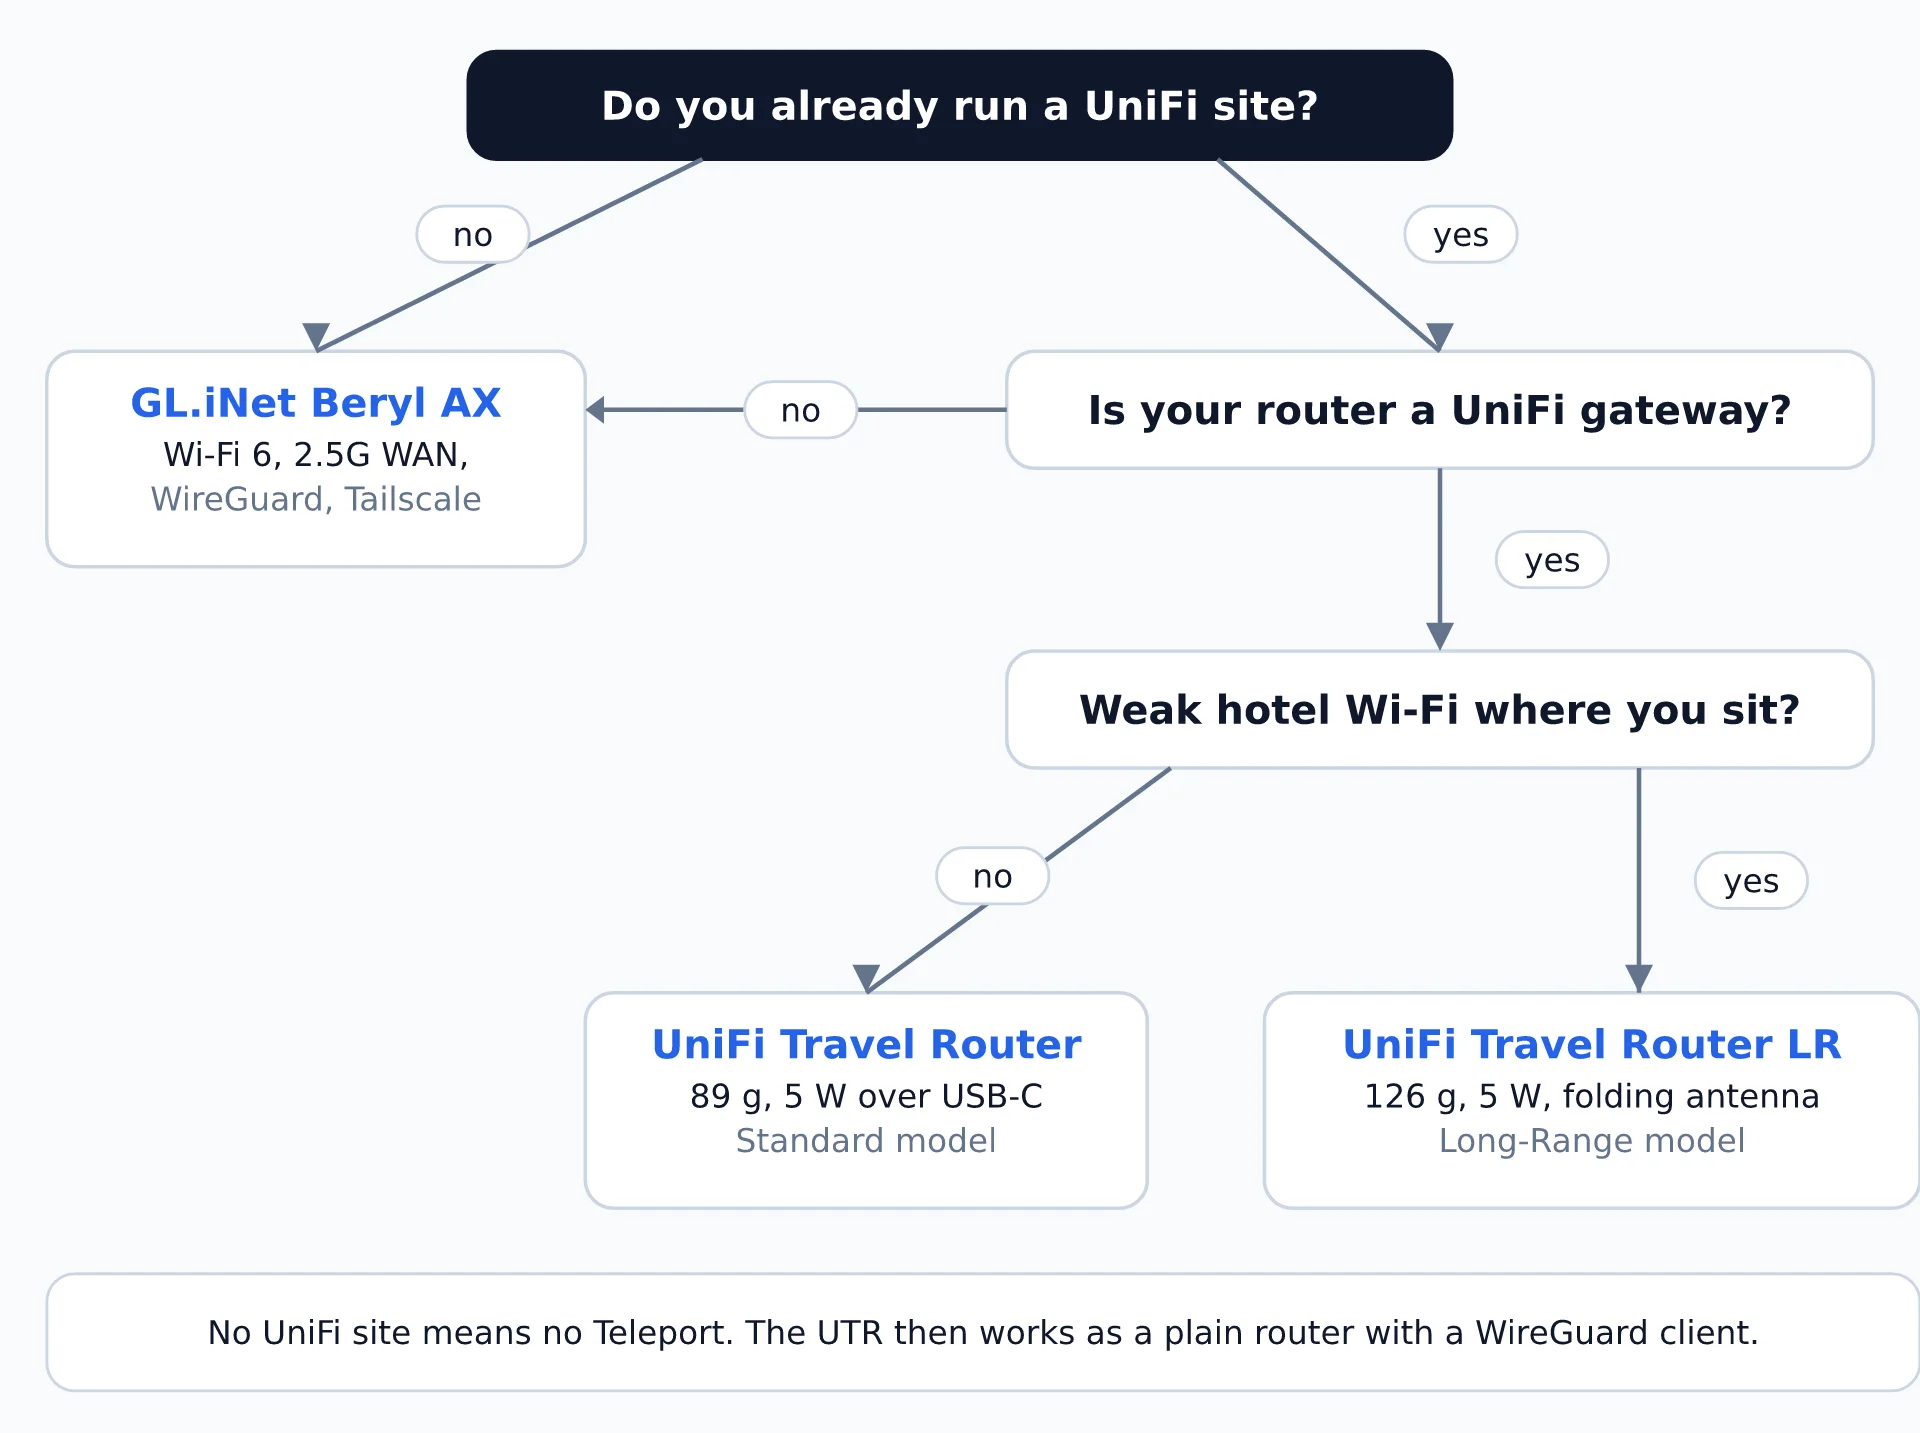 Do you already run a UniFi site?
no
yes
GL.iNet Beryl AX
Wi-Fi 6, 2.5G WAN,
WireGuard, Tailscale
no
Is your router a UniFi gateway?
yes
Weak hotel Wi-Fi where you sit?
no
yes
UniFi Travel Router
89 g, 5 W over USB-C
Standard model
UniFi Travel Router LR
126 g, 5 W, folding antenna
Long-Range model
No UniFi site means no Teleport. The UTR then works as a plain router with a WireGuard client.